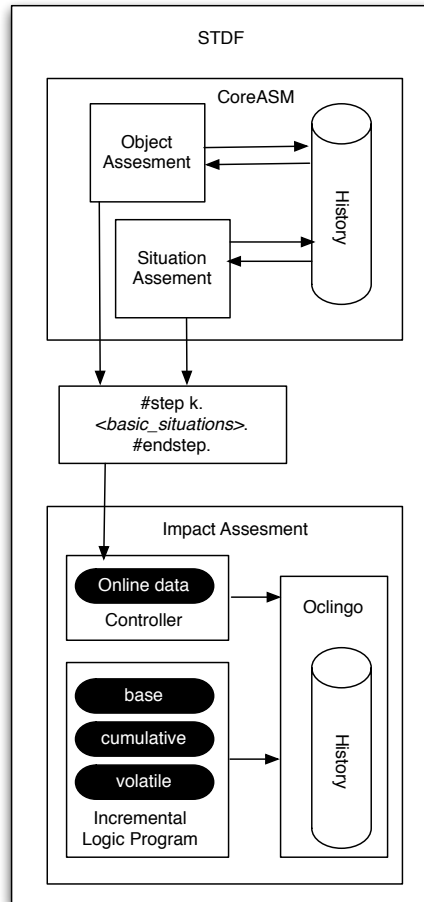 STDF
CoreASM
Object
Assesment
History
Situation
Assement
#step k.
<basic_situations>.
#endstep.
Impact Assesment
Online data
Controller
Oclingo
base
cumulative
volatile
History
Incremental
Logic Program